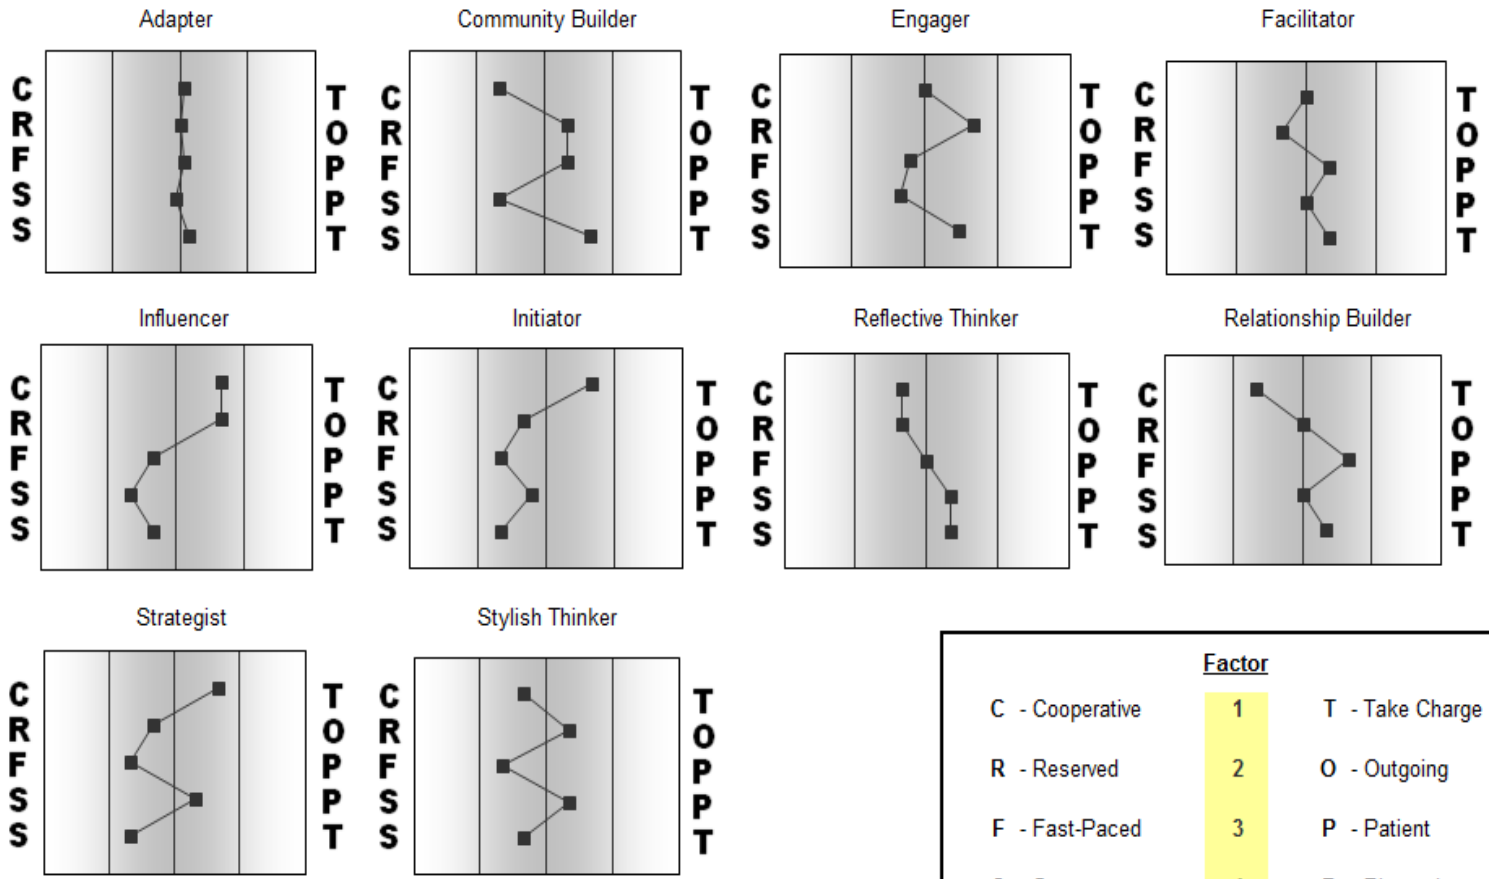 Adapter
Community Builder
Engager
Facilitator
C
R
F
S
S
T
O
P
P
T
C
R
F
S
S
T
O
P
P
T
C
R
F
S
S
T
O
P
P
T
C
R
F
S
S
T
O
P
P
T
Influencer
Initiator
Reflective Thinker
Relationship Builder
C
R
F
S
S
T
O
P
P
T
C
R
F
S
S
T
O
P
P
T
C
R
F
S
S
T
O
P
P
T
C
R
F
S
S
T
O
P
P
T
Strategist
Stylish Thinker
C
R
F
S
S
T
O
P
P
T
C
R
F
S
S
T
O
P
P
T
Factor
C - Cooperative 1 T - Take Charge
R - Reserved 2 O - Outgoing
F - Fast-Paced 3 P - Patient